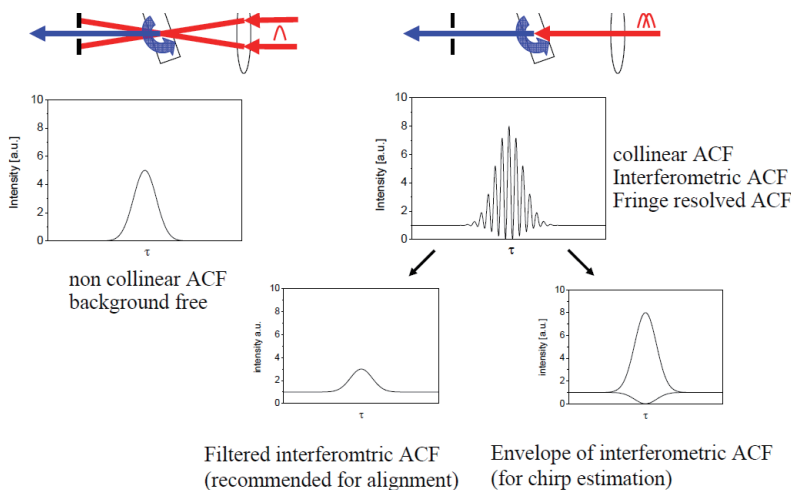 10
8
6
4
2
0
Intensity [a.u.]
τ
non collinear ACF
background free
10
8
6
4
2
0
Intensity [a.u.]
τ
collinear ACF
Interferometric ACF
Fringe resolved ACF
10
8
6
4
2
0
intensity a.u.
τ
Filtered interferomtric ACF
(recommended for alignment)
10
8
6
4
2
0
intensity [a.u.]
τ
Envelope of interferometric ACF
(for chirp estimation)